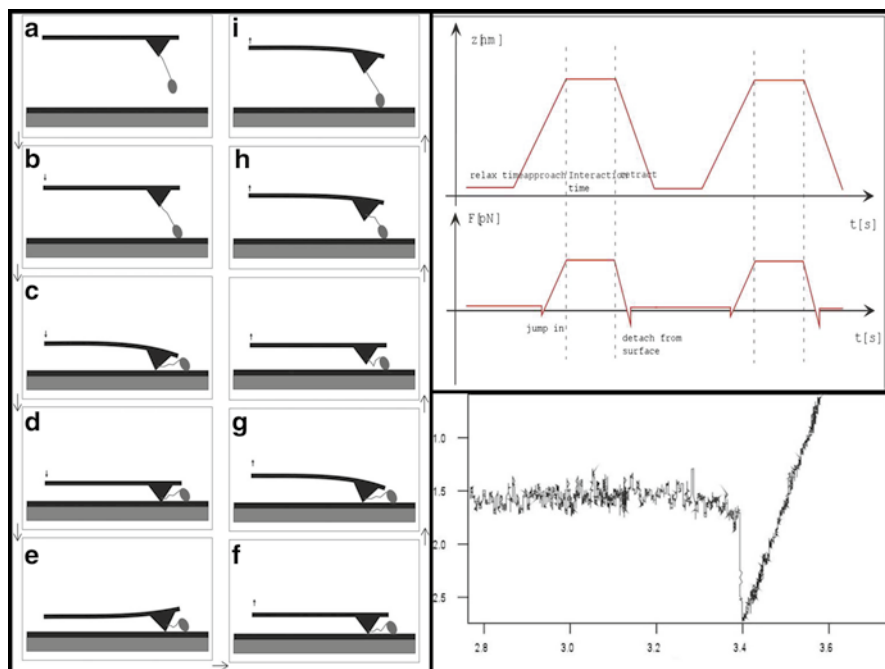 a
i
b
h
c
d
g
e
f
z[nm]
relax time approach Interaction retract
time
t[s]
F[pN]
jump in
detach from
surface
t[s]
1.0
1.5
2.0
2.5
2.8
3.0
3.2
3.4
3.6